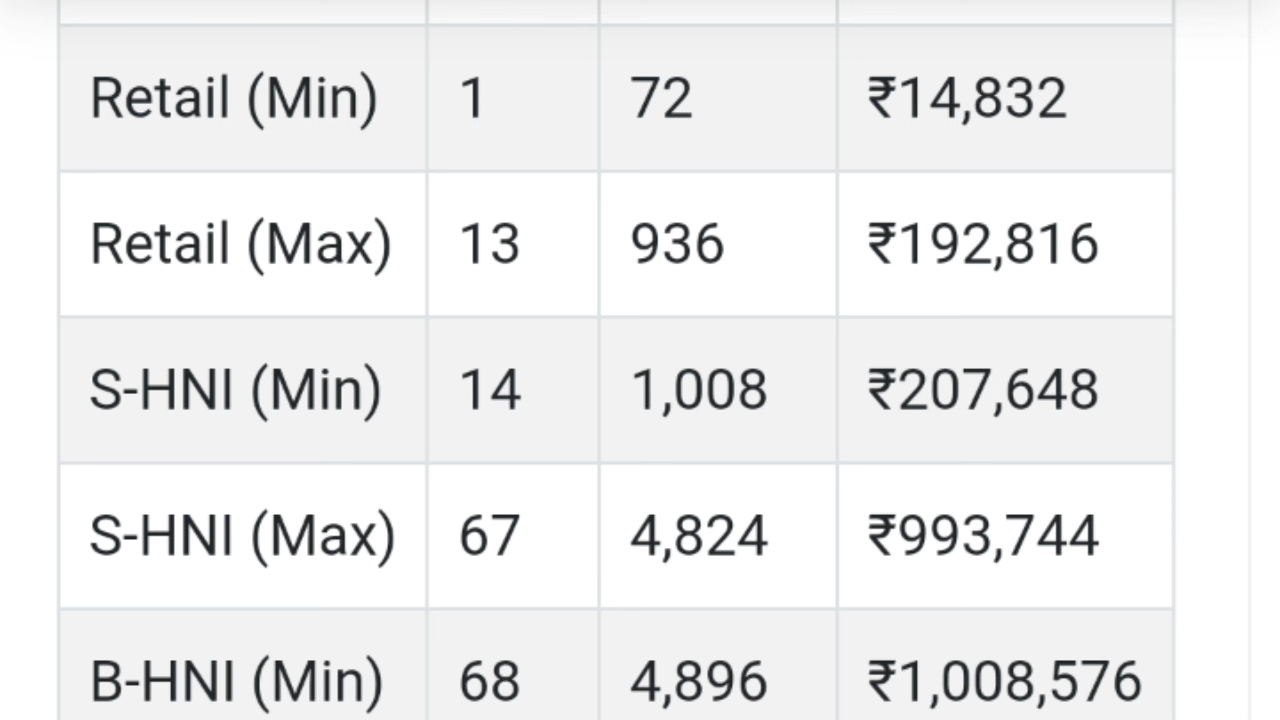 Retail (Min) 1 72 ₹14,832
Retail (Max) 13 936 ₹192,816
S-HNI (Min) 14 1,008 ₹207,648
S-HNI (Max) 67 4,824 ₹993,744
B-HNI (Min) 68 4,896 ₹1,008,576